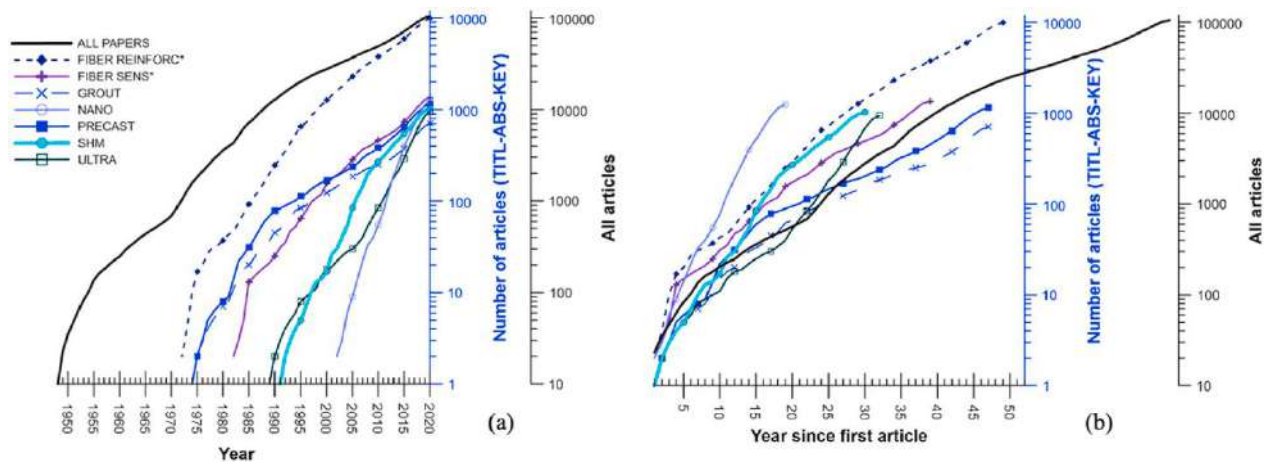 ALL PAPERS
FIBER REINFORC*
FIBER SENS*
GROUT
NANO
PRECAST
SHM
ULTRA
10000
1000
100
10
1
Number of articles (TITL-ABS-KEY)
100000
10000
1000
100
10
All articles
1950
1955
1960
1965
1970
1975
1980
1985
1990
1995
2000
2005
2010
2015
2020
Year
(a)
10000
1000
100
10
1
Number of articles (TITL-ABS-KEY)
100000
10000
1000
100
10
All articles
5
10
15
20
25
30
35
40
45
50
Year since first article
(b)